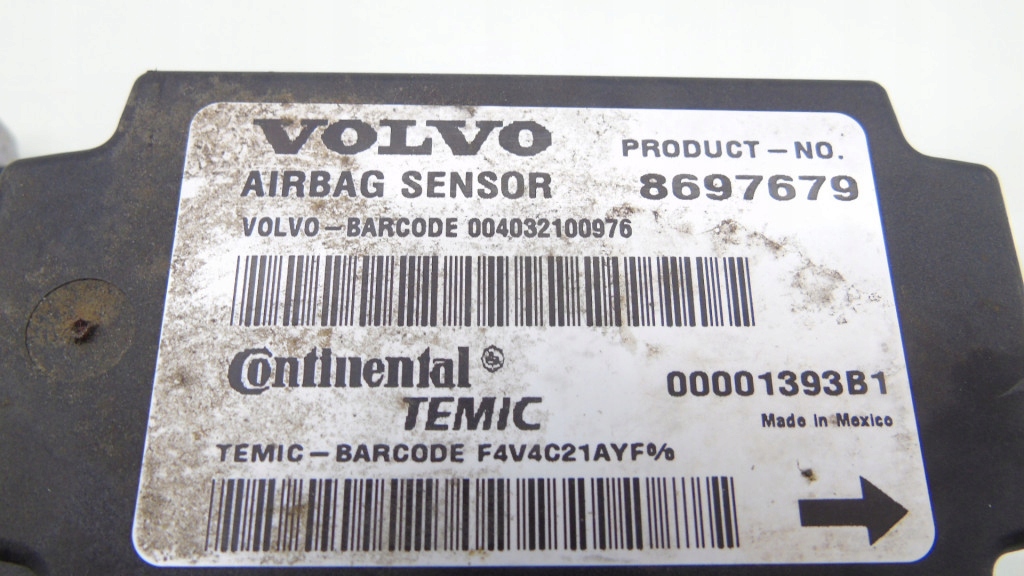 VOLVO
PRODUCT-NO.
AIRBAG SENSOR 8697679
VOLVO-BARCODE 004032100976
Continental
TEMIC
00001393B1
Made in Mexico
TEMIC-BARCODE F4V4C21AYF%